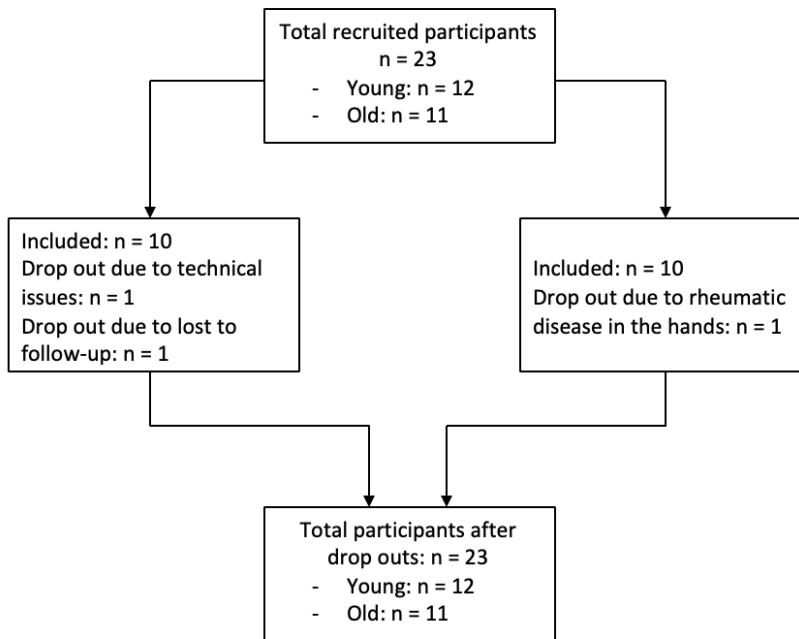 Total recruited participants
n = 23
- Young: n = 12
- Old: n = 11
Included: n = 10
Drop out due to technical
issues: n = 1
Drop out due to lost to
follow-up: n = 1
Included: n = 10
Drop out due to rheumatic
disease in the hands: n = 1
Total participants after
drop outs: n = 23
- Young: n = 12
- Old: n = 11